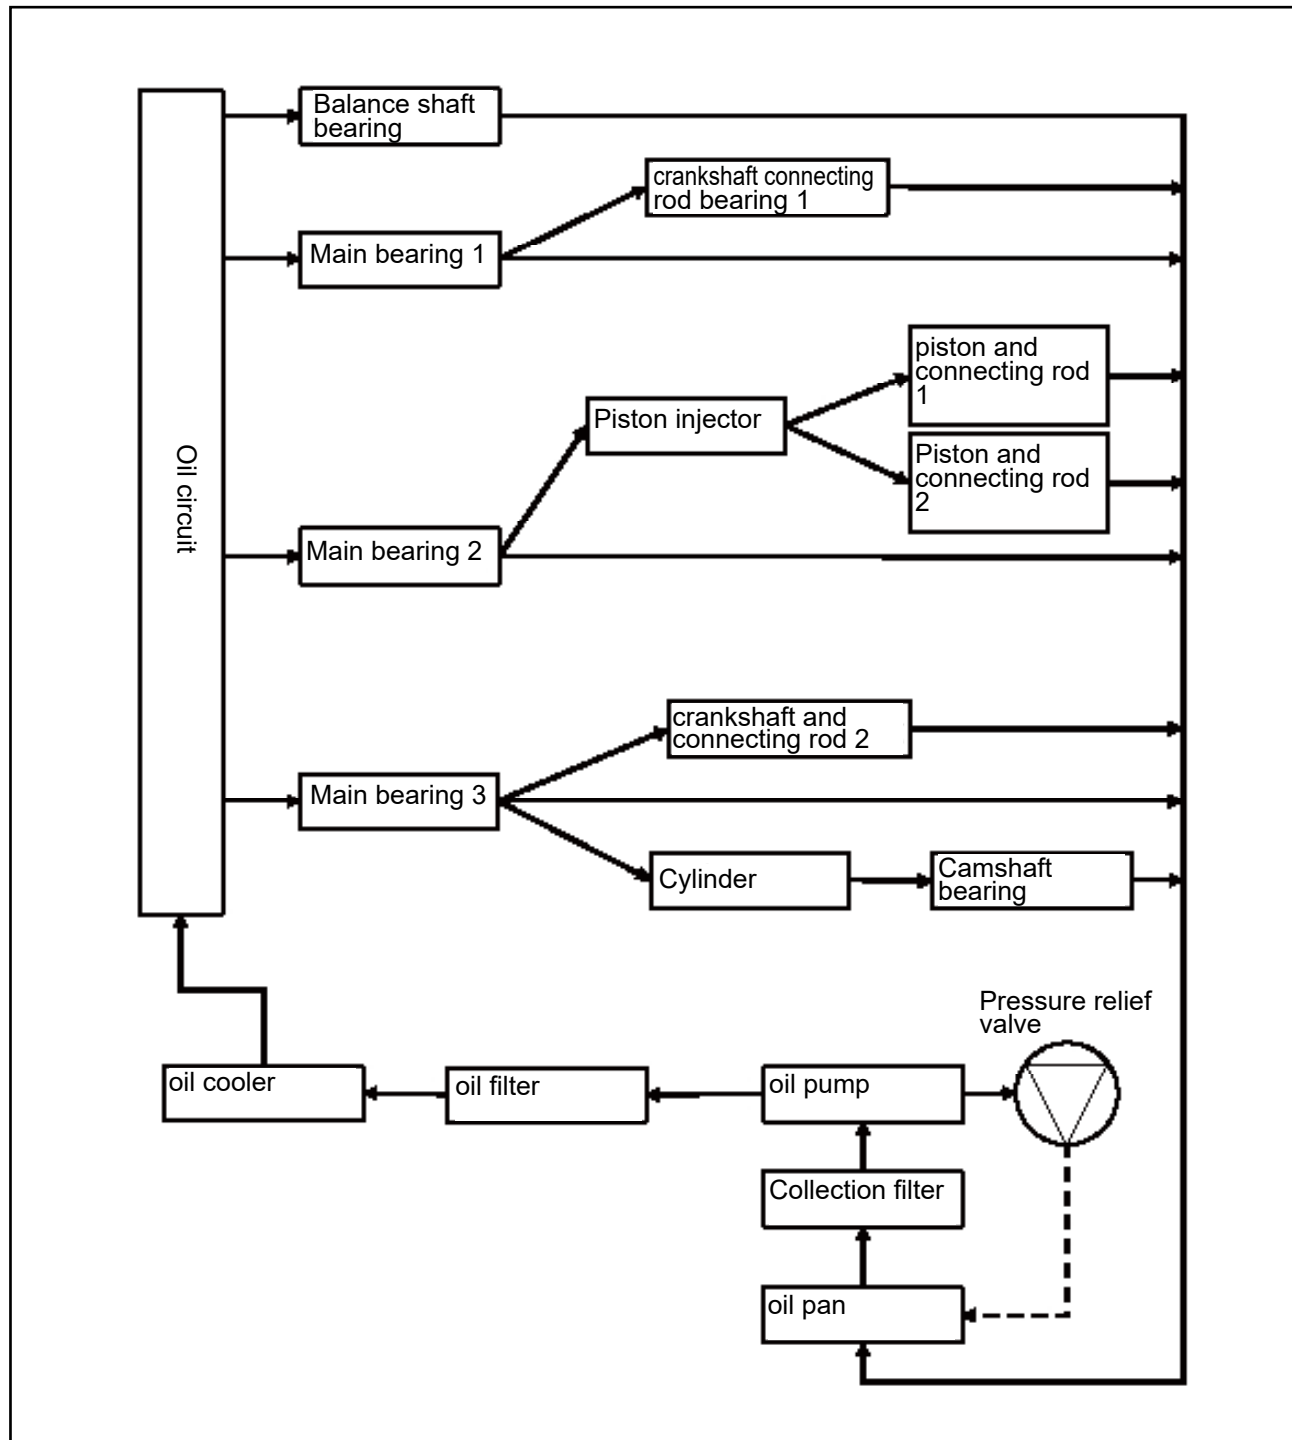 Balance shaft
bearing
crankshaft connecting
rod bearing 1
Main bearing 1
piston and
connecting rod
1
Piston injector
Piston and
connecting rod
2
Oil circuit
Main bearing 2
crankshaft and
connecting rod 2
Main bearing 3
Cylinder
Camshaft
bearing
Pressure relief
valve
oil cooler
oil filter
oil pump
Collection filter
oil pan